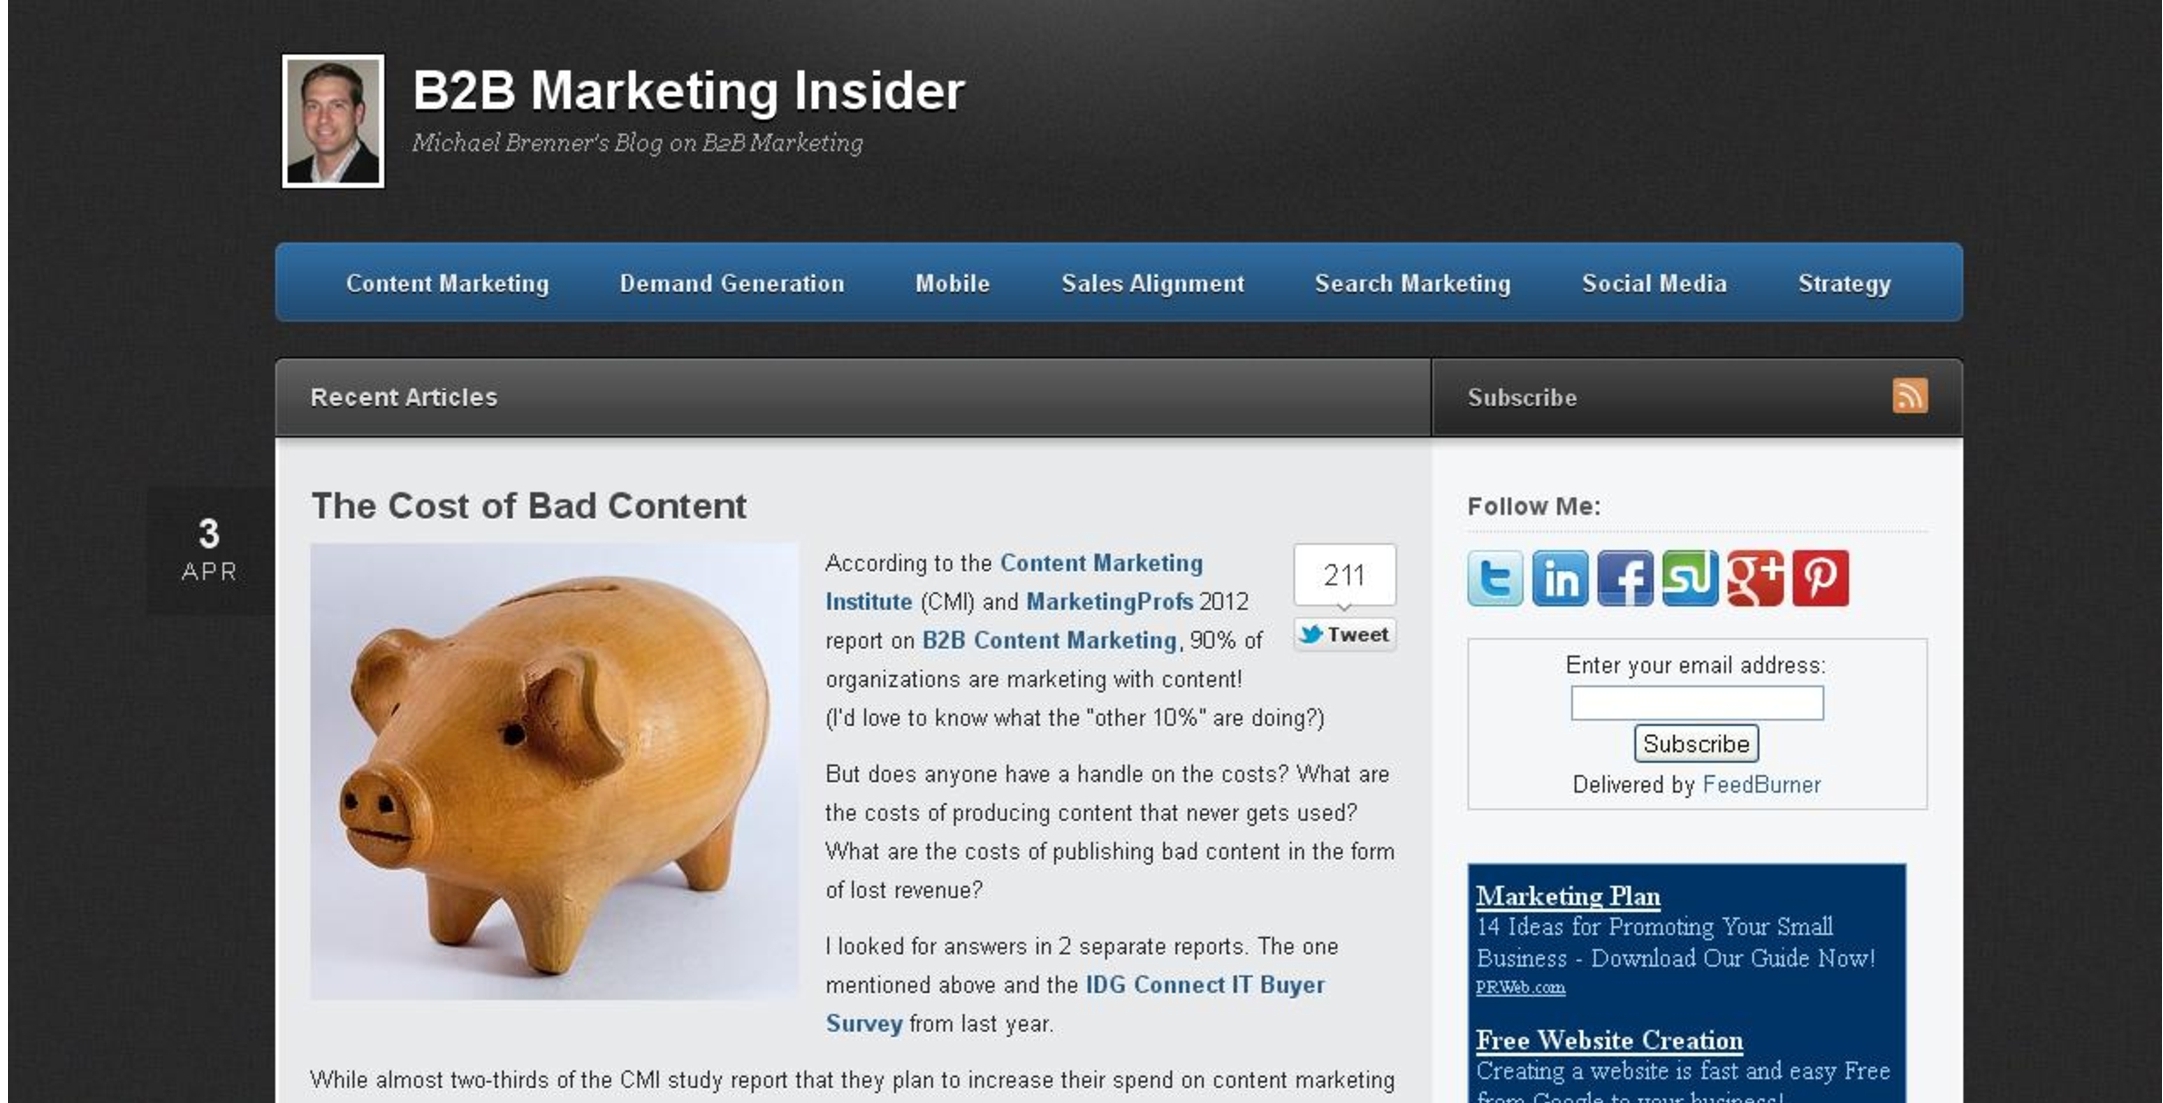 B2B Marketing Insider
Michael Brenner's Blog on B2B Marketing
Content Marketing
Demand Generation
Mobile
Sales Alignment
Search Marketing
Social Media
Strategy
Recent Articles
3
APR
The Cost of Bad Content
According to the Content Marketing
Institute (CMI) and MarketingProfs 2012
report on B2B Content Marketing, 90% of
organizations are marketing with content!
(I'd love to know what the "other 10%" are doing?)
211
Tweet
But does anyone have a handle on the costs? What are
the costs of producing content that never gets used?
What are the costs of publishing bad content in the form
of lost revenue?
I looked for answers in 2 separate reports. The one
mentioned above and the IDG Connect IT Buyer
Survey from last year.
While almost two-thirds of the CMI study report that they plan to increase their spend on content marketing
Subscribe
Follow Me:
t
in
f
su
g+
p
Enter your email address:
Subscribe
Delivered by FeedBurner
Marketing Plan
14 Ideas for Promoting Your Small
Business - Download Our Guide Now!
PRWeb.com
Free Website Creation
Creating a website is fast and easy Free
from Google to your business!